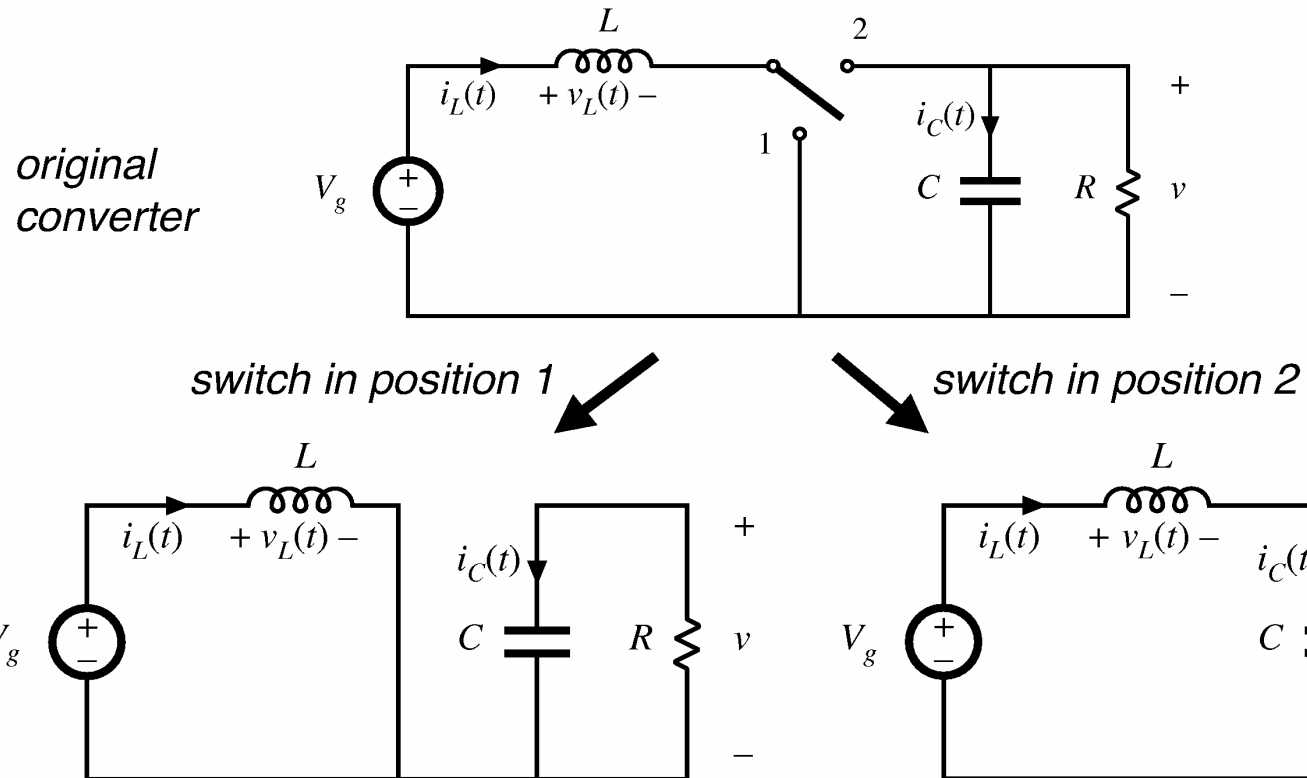 L
2
i_L(t)
+ v_L(t) –
i_C(t)
+
1
original
converter
V_g
+
–
C
R
v
–
switch in position 1
switch in position 2
L
i_L(t)
+ v_L(t) –
i_C(t)
+
V_g
+
–
C
R
v
–
L
i_L(t)
+ v_L(t) –
i_C(t
V_g
+
–
C